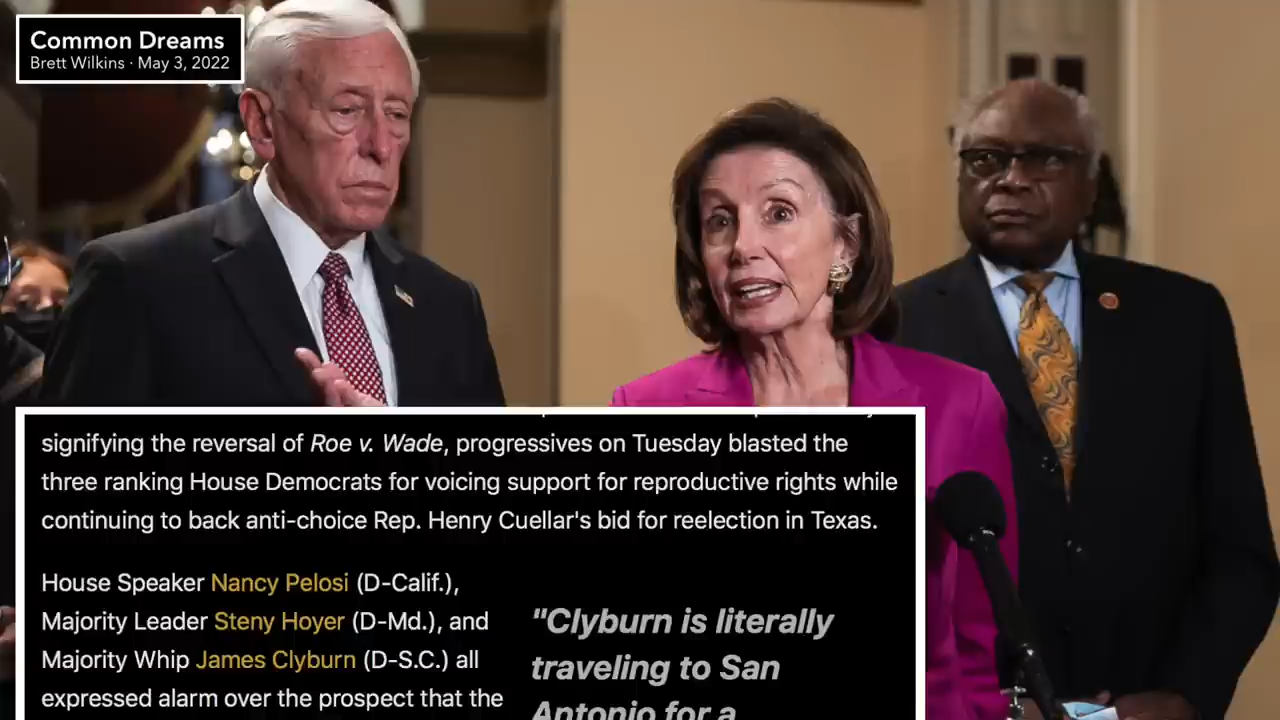 Common Dreams
Brett Wilkins · May 3, 2022
signifying the reversal of Roe v. Wade, progressives on Tuesday blasted the
three ranking House Democrats for voicing support for reproductive rights while
continuing to back anti-choice Rep. Henry Cuellar's bid for reelection in Texas.
House Speaker Nancy Pelosi (D-Calif.),
Majority Leader Steny Hoyer (D-Md.), and
Majority Whip James Clyburn (D-S.C.) all
expressed alarm over the prospect that the
"Clyburn is literally
traveling to San
Antonio for a